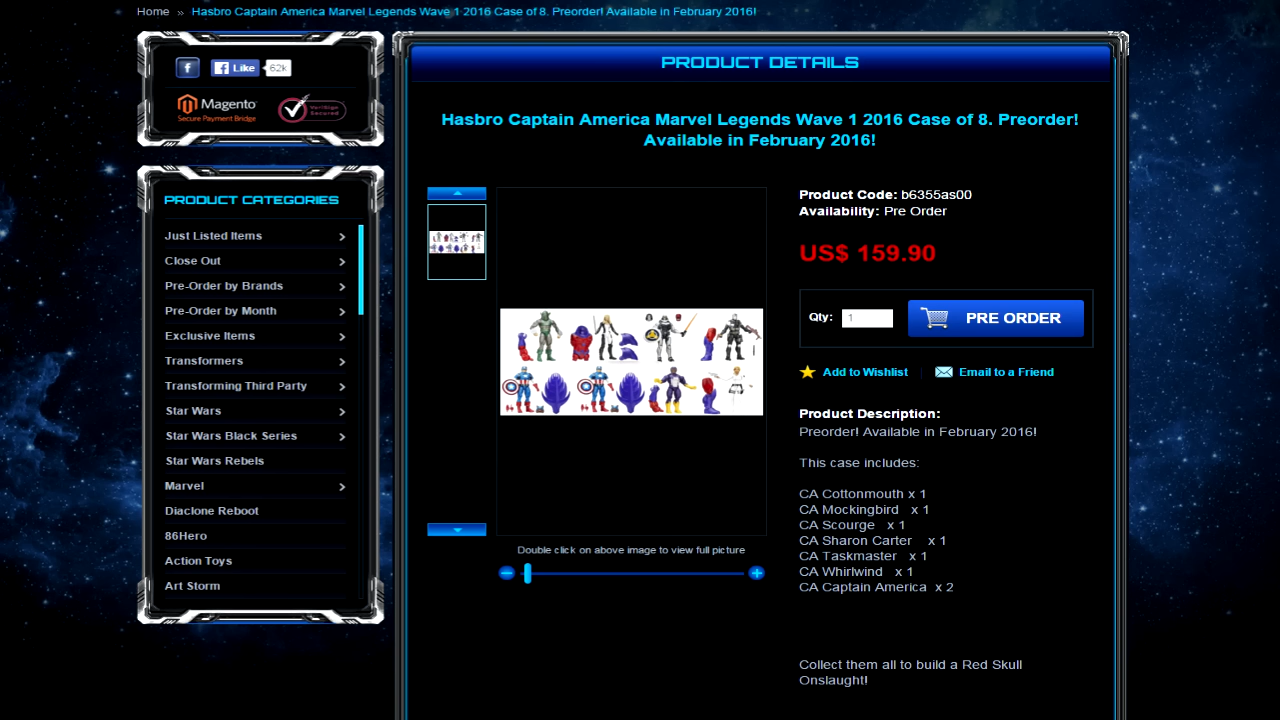 Home » Hasbro Captain America Marvel Legends Wave 1 2016 Case of 8. Preorder! Available in February 2016!
f
Like
62k
Magento
Secure Payment Bridge
VeriSign
Secured
PRODUCT CATEGORIES
Just Listed Items
Close Out
Pre-Order by Brands
Pre-Order by Month
Exclusive Items
Transformers
Transforming Third Party
Star Wars
Star Wars Black Series
Star Wars Rebels
Marvel
Diaclone Reboot
86Hero
Action Toys
Art Storm
PRODUCT DETAILS
Hasbro Captain America Marvel Legends Wave 1 2016 Case of 8. Preorder!
Available in February 2016!
Double click on above image to view full picture
Product Code: b6355as00
Availability: Pre Order
US$ 159.90
Qty: 1 PRE ORDER
Add to Wishlist Email to a Friend
Product Description:
Preorder! Available in February 2016!
This case includes:
CA Cottonmouth x 1
CA Mockingbird x 1
CA Scourge x 1
CA Sharon Carter x 1
CA Taskmaster x 1
CA Whirlwind x 1
CA Captain America x 2
Collect them all to build a Red Skull
Onslaught!